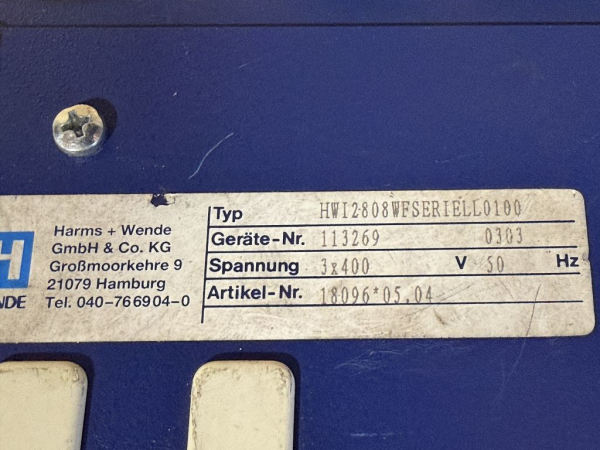 H
NDE
Harms + Wende
GmbH & Co. KG
Großmoorkehre 9
21079 Hamburg
Tel. 040-766904-0
Typ HWI2808WFSERIELL0100
Geräte-Nr. 113269 0303
Spannung 3x400 V 50 Hz
Artikel-Nr. 18096*05.04